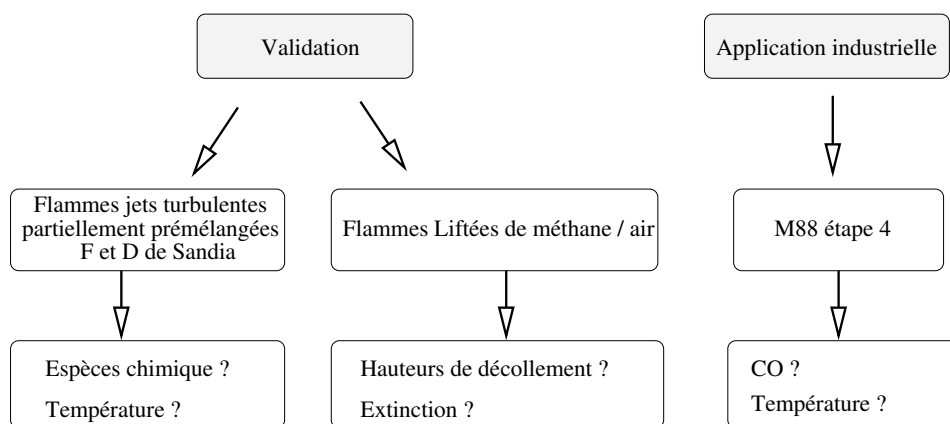 Validation
Application industrielle
Flammes jets turbulentes
partiellement prémélangées
F et D de Sandia
Flammes Liftées de méthane / air
M88 étape 4
Espèces chimique ?
Température ?
Hauteurs de décollement ?
Extinction ?
CO ?
Température ?